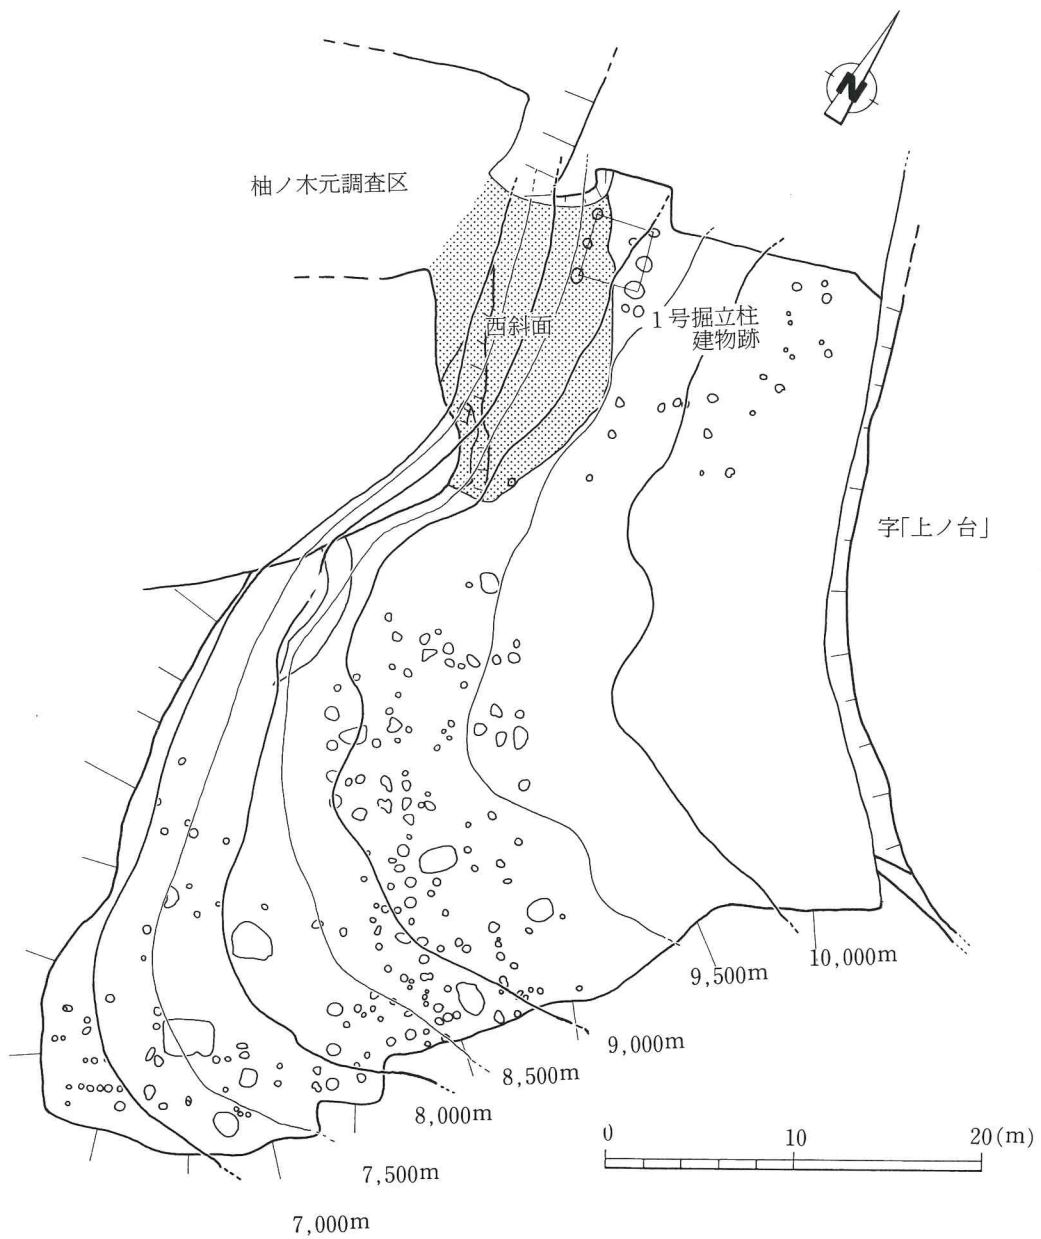 N
柚ノ木元調査区
西斜面
1号掘立柱
建物跡
字「上ノ台」
10,000m
9,500m
9,000m
8,500m
8,000m
7,500m
7,000m
0 10 20(m)